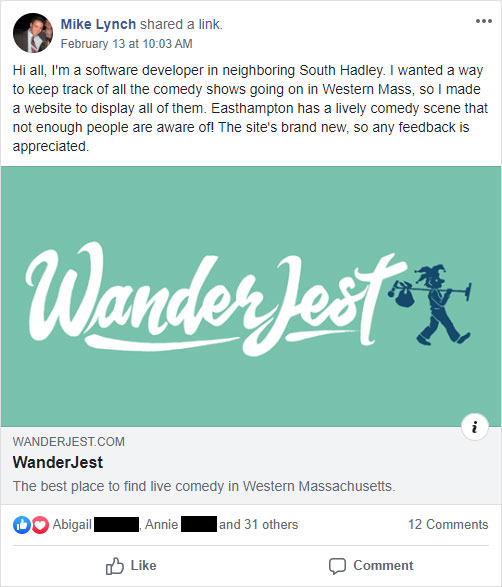 Mike Lynch shared a link.
February 13 at 10:03 AM
Hi all, I'm a software developer in neighboring South Hadley. I wanted a way
to keep track of all the comedy shows going on in Western Mass, so I made
a website to display all of them. Easthampton has a lively comedy scene that
not enough people are aware of! The site's brand new, so any feedback is
appreciated.
WanderJest
WANDERJEST.COM
WanderJest
The best place to find live comedy in Western Massachusetts.
Abigail , Annie and 31 others 12 Comments
Like Comment